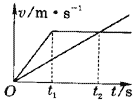 v/m·s⁻¹
O t₁ t₂ t/s